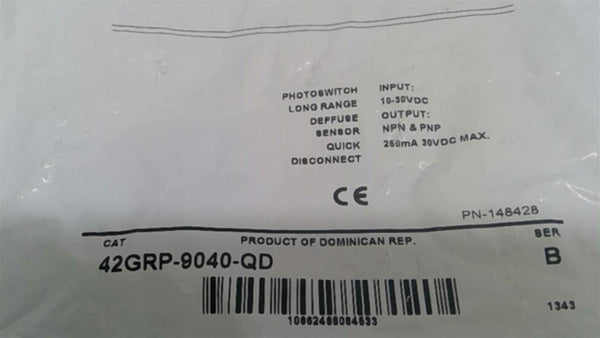 PHOTOSWITCH
LONG RANGE
DEFFUSE
SENSOR
QUICK
DISCONNECT
INPUT:
10-30VDC
OUTPUT:
NPN & PNP
250mA 30VDC MAX.
CE
PN-148428
CAT
PRODUCT OF DOMINICAN REP.
SER
42GRP-9040-QD
B
10662468084533
1343